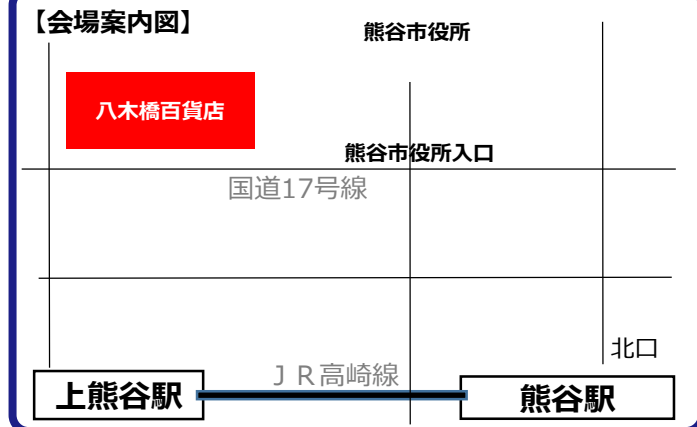 【会場案内図】
熊谷市役所
八木橋百貨店
熊谷市役所入口
国道17号線
北口
ＪＲ高崎線
上熊谷駅
熊谷駅